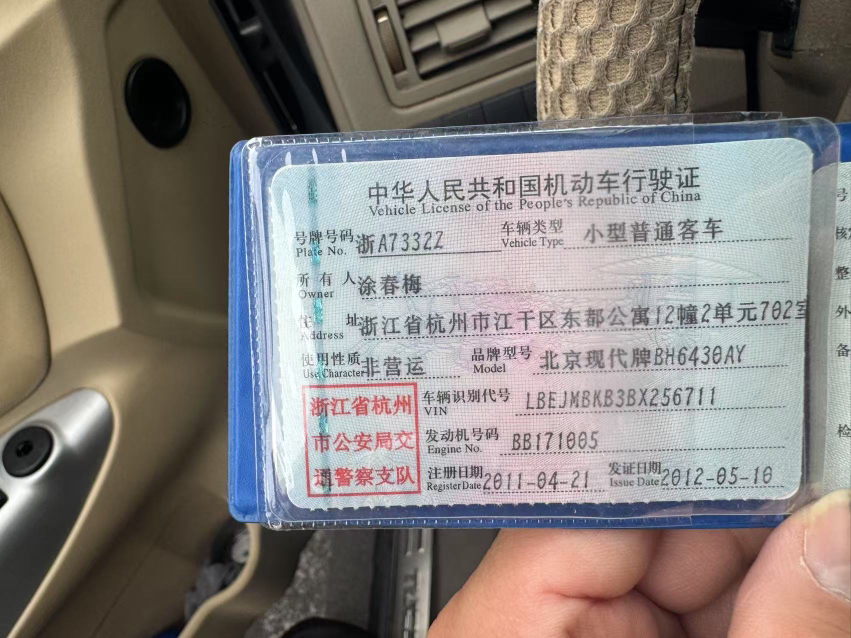 中华人民共和国机动车行驶证
Vehicle License of the People's Republic of China
号牌号码 浙A7332Z 车辆类型 小型普通客车
Plate No. Vehicle Type
所有人 涂春梅
Owner
住址 浙江省杭州市江干区东都公寓12幢2单元702室
Address
使用性质 非营运 品牌型号 北京现代牌BH6430AY
Use Character Model
浙江省杭州
市公安局交
通警察支队
车辆识别代号 LBEJMBKB3BX256711
VIN
发动机号码 BB171005
Engine No.
注册日期 2011-04-21 发证日期 2012-05-10
Register Date Issue Date
号
核
整
外
备
检